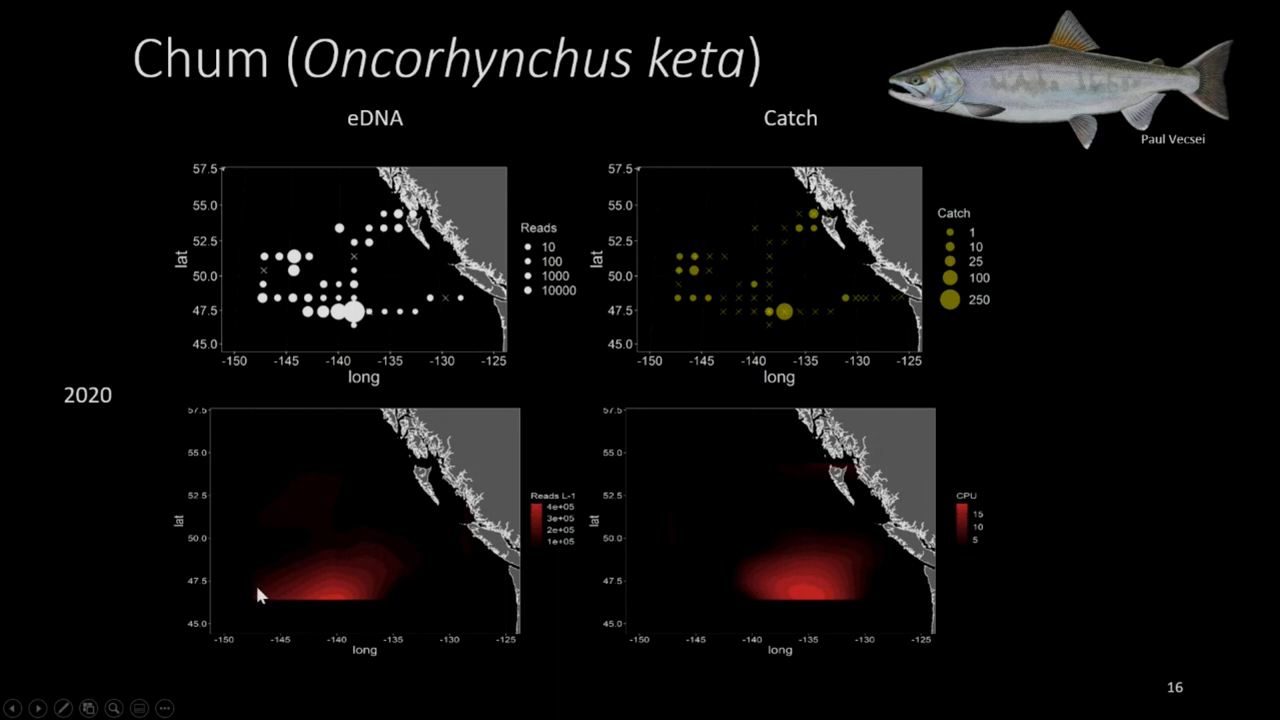 Chum (Oncorhynchus keta)
Paul Vecsei
eDNA
Catch
57.5
55.0
52.5
50.0
47.5
45.0
lat
-150 -145 -140 -135 -130 -125
long
Reads
10
100
1000
10000
57.5
55.0
52.5
50.0
47.5
45.0
lat
-150 -145 -140 -135 -130 -125
long
Catch
1
10
25
100
250
2020
57.5
55.0
52.5
50.0
47.5
45.0
lat
-150 -145 -140 -135 -130 -125
long
Reads L-1
4e+05
3e+05
2e+05
1e+05
57.5
55.0
52.5
50.0
47.5
45.0
lat
-150 -145 -140 -135 -130 -125
long
CPU
15
10
5
16